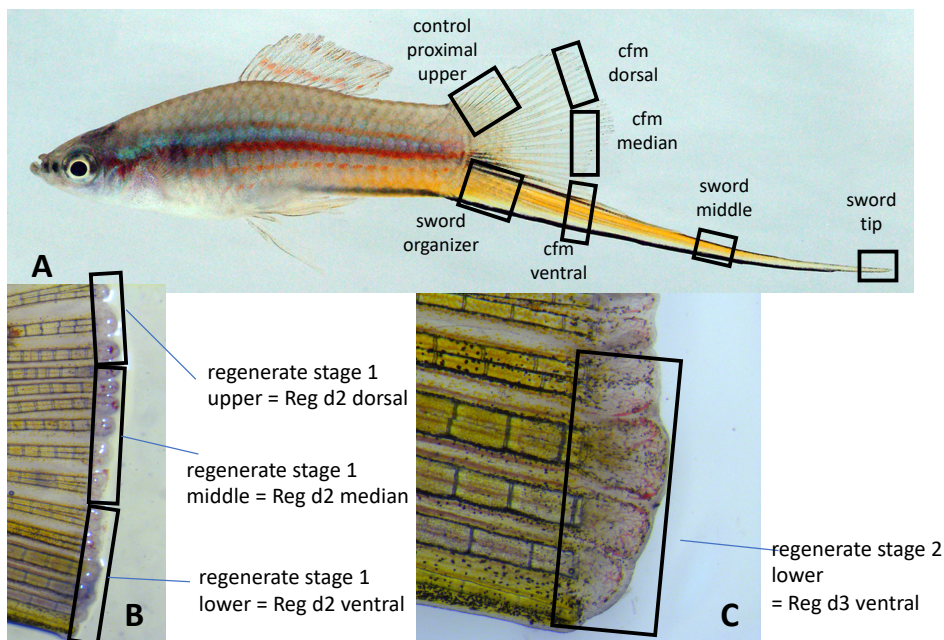 control
proximal
upper
cfm
dorsal
cfm
median
sword
middle
sword
tip
sword
organizer
cfm
ventral
A
regenerate stage 1
upper = Reg d2 dorsal
regenerate stage 1
middle = Reg d2 median
regenerate stage 1
lower = Reg d2 ventral
B
regenerate stage 2
lower
= Reg d3 ventral
C